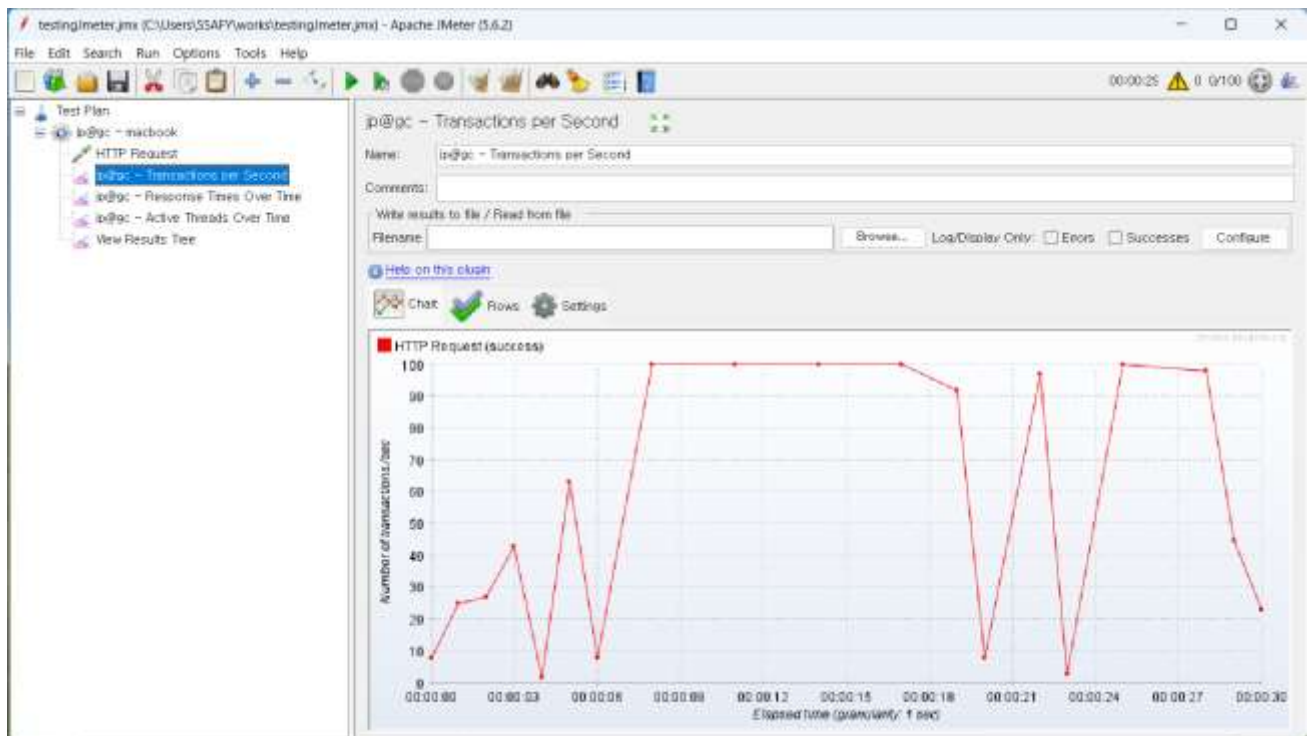 testingJmeter.jmx (C:\Users\SSAFY\works\testingJmeter.jmx) - Apache JMeter (5.6.2)
File Edit Search Run Options Tools Help
00:00:25 0 0/100
Test Plan
jp@gc - macbook
HTTP Request
jp@gc - Transactions per Second
jp@gc - Response Times Over Time
jp@gc - Active Threads Over Time
View Results Tree
jp@gc - Transactions per Second
Name: jp@gc - Transactions per Second
Comments:
Write results to file / Read from file
Filename Browse... Log/Display Only: Errors Successes Configure
Help on this plugin
Chart Rows Settings
HTTP Request (success)
100
90
80
70
60
50
40
30
20
10
0
Number of transactions /sec
00:00:00 00:00:03 00:00:06 00:00:09 00:00:12 00:00:15 00:00:18 00:00:21 00:00:24 00:00:27 00:00:30
Elapsed time (granularity: 1 sec)